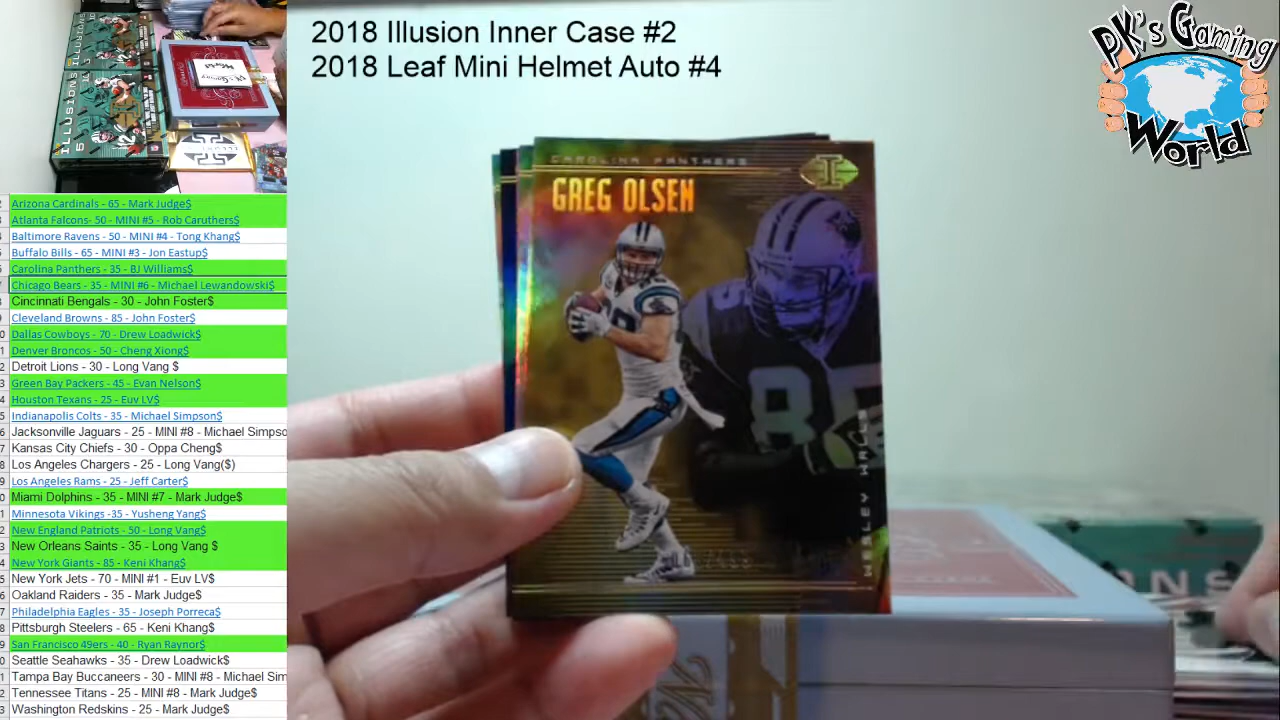 2018 Illusion Inner Case #2
2018 Leaf Mini Helmet Auto #4
PK's Gaming
World
ILLUSIONS
Arizona Cardinals - 65 - Mark Judge$
Atlanta Falcons- 50 - MINI #5 - Rob Caruthers$
Baltimore Ravens - 50 - MINI #4 - Tong Khang$
Buffalo Bills - 65 - MINI #3 - Jon Eastup$
Carolina Panthers - 35 - BJ Williams$
Chicago Bears - 35 - MINI #6 - Michael Lewandowski$
Cincinnati Bengals - 30 - John Foster$
Cleveland Browns - 85 - John Foster$
Dallas Cowboys - 70 - Drew Loadwick$
Denver Broncos - 50 - Cheng Xiong$
Detroit Lions - 30 - Long Vang $
Green Bay Packers - 45 - Evan Nelson$
Houston Texans - 25 - Euv LV$
Indianapolis Colts - 35 - Michael Simpson$
Jacksonville Jaguars - 25 - MINI #8 - Michael Simpso
Kansas City Chiefs - 30 - Oppa Cheng$
Los Angeles Chargers - 25 - Long Vang($)
Los Angeles Rams - 25 - Jeff Carter$
Miami Dolphins - 35 - MINI #7 - Mark Judge$
Minnesota Vikings -35 - Yusheng Yang$
New England Patriots - 50 - Long Vang$
New Orleans Saints - 35 - Long Vang $
New York Giants - 85 - Keni Khang$
New York Jets - 70 - MINI #1 - Euv LV$
Oakland Raiders - 35 - Mark Judge$
Philadelphia Eagles - 35 - Joseph Porreca$
Pittsburgh Steelers - 65 - Keni Khang$
San Francisco 49ers - 40 - Ryan Raynor$
Seattle Seahawks - 35 - Drew Loadwick$
Tampa Bay Buccaneers - 30 - MINI #8 - Michael Sim
Tennessee Titans - 25 - MINI #8 - Mark Judge$
Washington Redskins - 25 - Mark Judge$
CAROLINA PANTHERS
GREG OLSEN
I
85
WESLEY WALLS